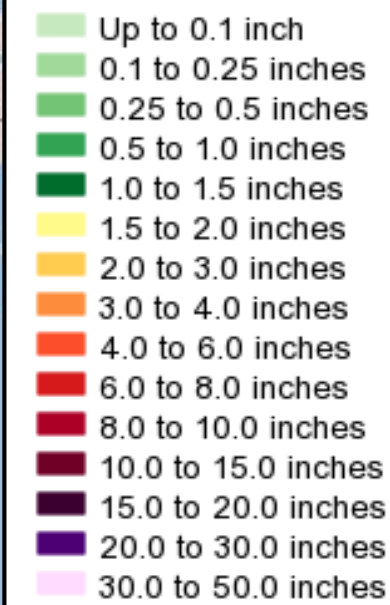 Up to 0.1 inch
0.1 to 0.25 inches
0.25 to 0.5 inches
0.5 to 1.0 inches
1.0 to 1.5 inches
1.5 to 2.0 inches
2.0 to 3.0 inches
3.0 to 4.0 inches
4.0 to 6.0 inches
6.0 to 8.0 inches
8.0 to 10.0 inches
10.0 to 15.0 inches
15.0 to 20.0 inches
20.0 to 30.0 inches
30.0 to 50.0 inches